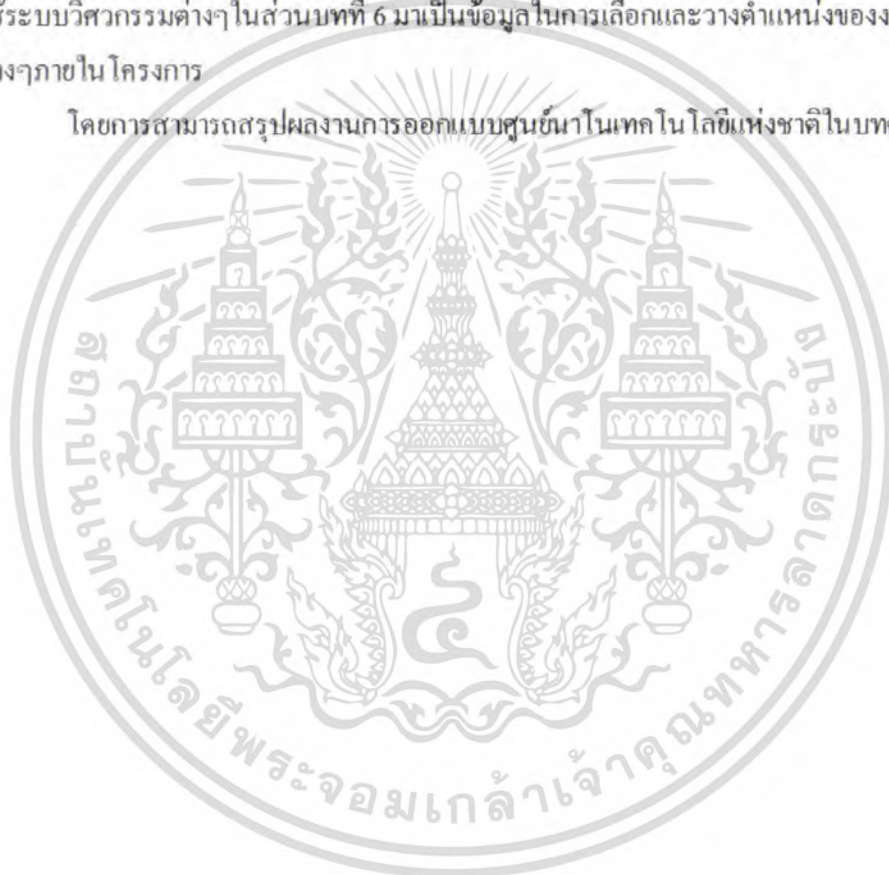 ระบบวิศวกรรมต่างๆในส่วนบทที่ 6 มาเป็นข้อมูลในการเลือกและวางตำแหน่งของ
ภายในโครงการ
โดยการสามารถสรุปผลงานการออกแบบศูนย์นาโนเทคโนโลยีแห่งชาติในบท
สถาบันเทคโนโลยีพระจอมเกล้าเจ้าคุณทหารลาดกระบัง